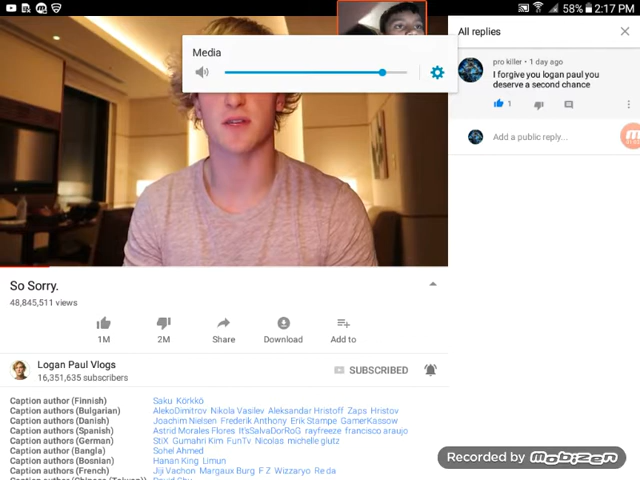 58% 2:17 PM
Media
All replies
pro killer • 1 day ago
I forgive you logan paul you
deserve a second chance
1
Add a public reply...
So Sorry.
48,845,511 views
1M
2M
Share
Download
Add to
Logan Paul Vlogs
16,351,635 subscribers
SUBSCRIBED
Caption author (Finnish) Saku Körkkö
Caption authors (Bulgarian) AlekoDimitrov Nikola Vasilev Aleksandar Hristoff Zaps Hristov
Caption authors (Danish) Joachim Nielsen Frederik Anthony Erik Stampe GamerKassow
Caption authors (Spanish) Astrid Morales Flores It'sSalvaDorRoG rayfreeze francisco araujo
Caption authors (German) StiX Gumahri Kim FunTv Nicolas michelle glutz
Caption author (Bangla) Sohel Ahmed
Caption authors (Bosnian) Hanan King Limun
Caption authors (French) Jiji Vachon Margaux Burg F Z Wizzaryo Re da
Recorded by Mobizen